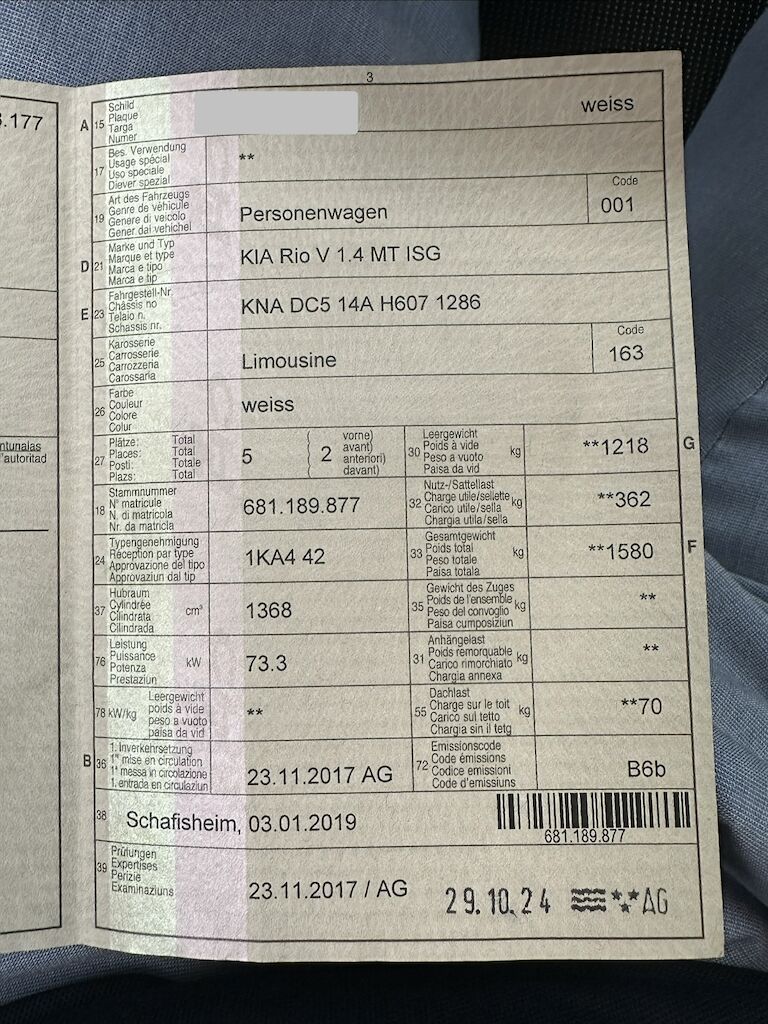 3
.177
A 15 Schild
Plaque
Targa
Numer
weiss
17 Bes. Verwendung
Usage spécial
Uso speciale
Diever spezial
**
19 Art des Fahrzeugs
Genre de véhicule
Genere di veicolo
Gener dal vehichel
Personenwagen
Code
001
D 21 Marke und Typ
Marque et type
Marca e tipo
Marca e tip
KIA Rio V 1.4 MT ISG
E 23 Fahrgestell-Nr.
Châssis no
Telaio n.
Schassis nr.
KNA DC5 14A H607 1286
25 Karosserie
Carrosserie
Carrozzeria
Carossaria
Limousine
Code
163
26 Farbe
Couleur
Colore
Colur
weiss
27 Plätze: Total
Places: Total
Posti: Totale
Plazs: Total
5 ( 2 vorne)
avant)
anteriori)
davant)
30 Leergewicht
Poids à vide
Peso a vuoto
Paisa da vid
kg
**1218
G
18 Stammnummer
N° matricule
N. di matricola
Nr. da matricla
681.189.877
32 Nutz-/Sattellast
Charge utile/sellette
Carico utile/sella
Chargia utila/sella
kg
**362
24 Typengenehmigung
Réception par type
Approvazione del tipo
Approvaziun dal tip
1KA4 42
33 Gesamtgewicht
Poids total
Peso totale
Paisa totala
kg
**1580
F
37 Hubraum
Cylindrée
Cilindrata
Cilindrada
cm³
1368
35 Gewicht des Zuges
Poids de l'ensemble
Peso del convoglio
Paisa cumposiziun
kg
**
76 Leistung
Puissance
Potenza
Prestaziun
kW
73.3
31 Anhängelast
Poids remorquable
Carico rimorchiato
Chargia annexa
kg
**
78 kW/kg Leergewicht
poids à vide
peso a vuoto
paisa da vid
**
55 Dachlast
Charge sur le toit
Carico sul tetto
Chargia sin il tetg
kg
**70
B 36 1. Inverkehrsetzung
1re mise en circulation
1a messa in circolazione
1. entrada en circulaziun
23.11.2017 AG
72 Emissionscode
Code émissions
Codice emissioni
Code d'emissiuns
B6b
38 Schafisheim, 03.01.2019
681.189.877
39 Prüfungen
Expertises
Perizie
Examinaziuns
23.11.2017 / AG
29.10.24 AG
ntunalas
l'autoritad